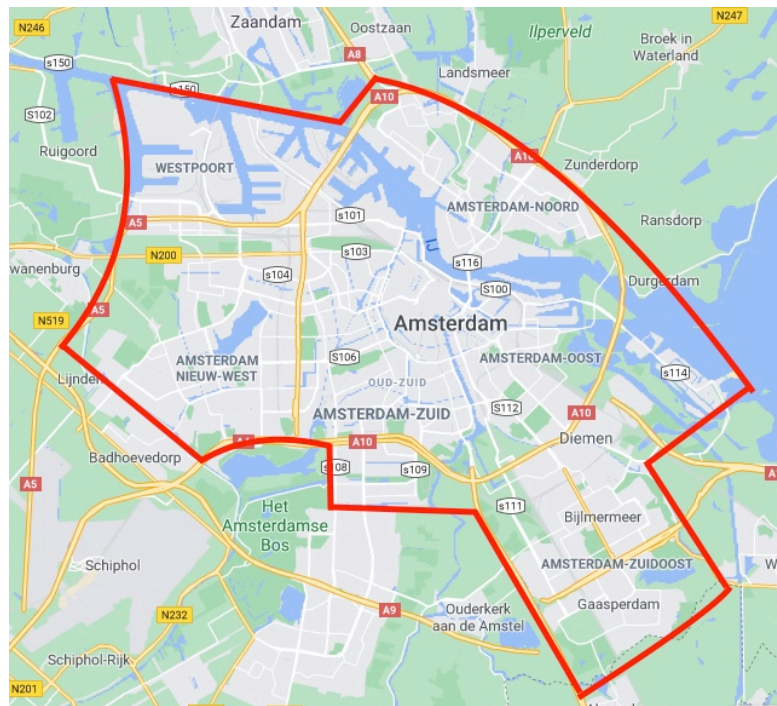 N246
Zaandam
Oostzaan
N247
Ilperveld
Broek in
Waterland
A8
s150
Landsmeer
s150
A10
S102
Ruigoord
Zunderdorp
WESTPOORT
AMSTERDAM-NOORD
s101
Ransdorp
A5
IJ
s103
N200
s116
wanenburg
s104
S100
Durgerdam
A5
N519
Amsterdam
AMSTERDAM
NIEUW-WEST
S106
AMSTERDAM-OOST
s114
Lijnden
OUD-ZUID
AMSTERDAM-ZUID
S112
A10
Diemen
A10
Badhoevedorp
s108
s109
A5
s111
Het
Amsterdamse
Bos
Bijlmermeer
Schiphol
AMSTERDAM-ZUIDOOST
Gaasperdam
A9
Ouderkerk
aan de Amstel
N232
Schiphol-Rijk
N201